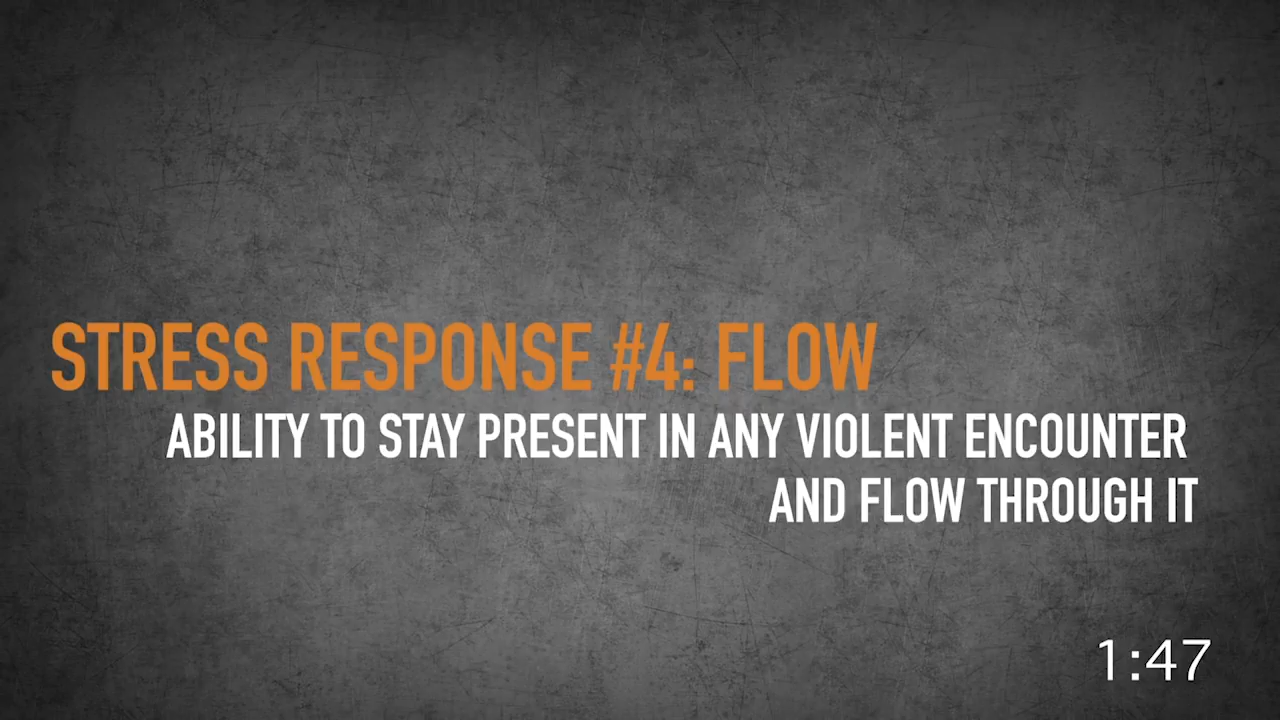 STRESS RESPONSE #4: FLOW
ABILITY TO STAY PRESENT IN ANY VIOLENT ENCOUNTER
AND FLOW THROUGH IT
1:47